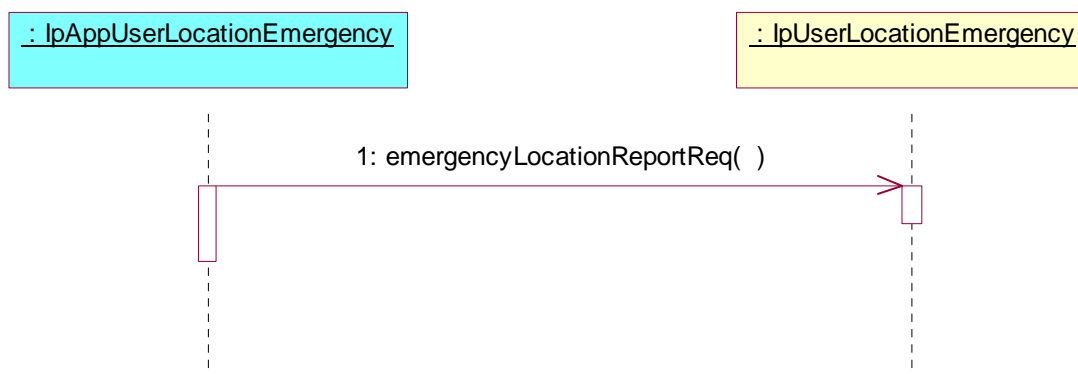 : IpAppUserLocationEmergency
: IpUserLocationEmergency
1: emergencyLocationReportReq( )